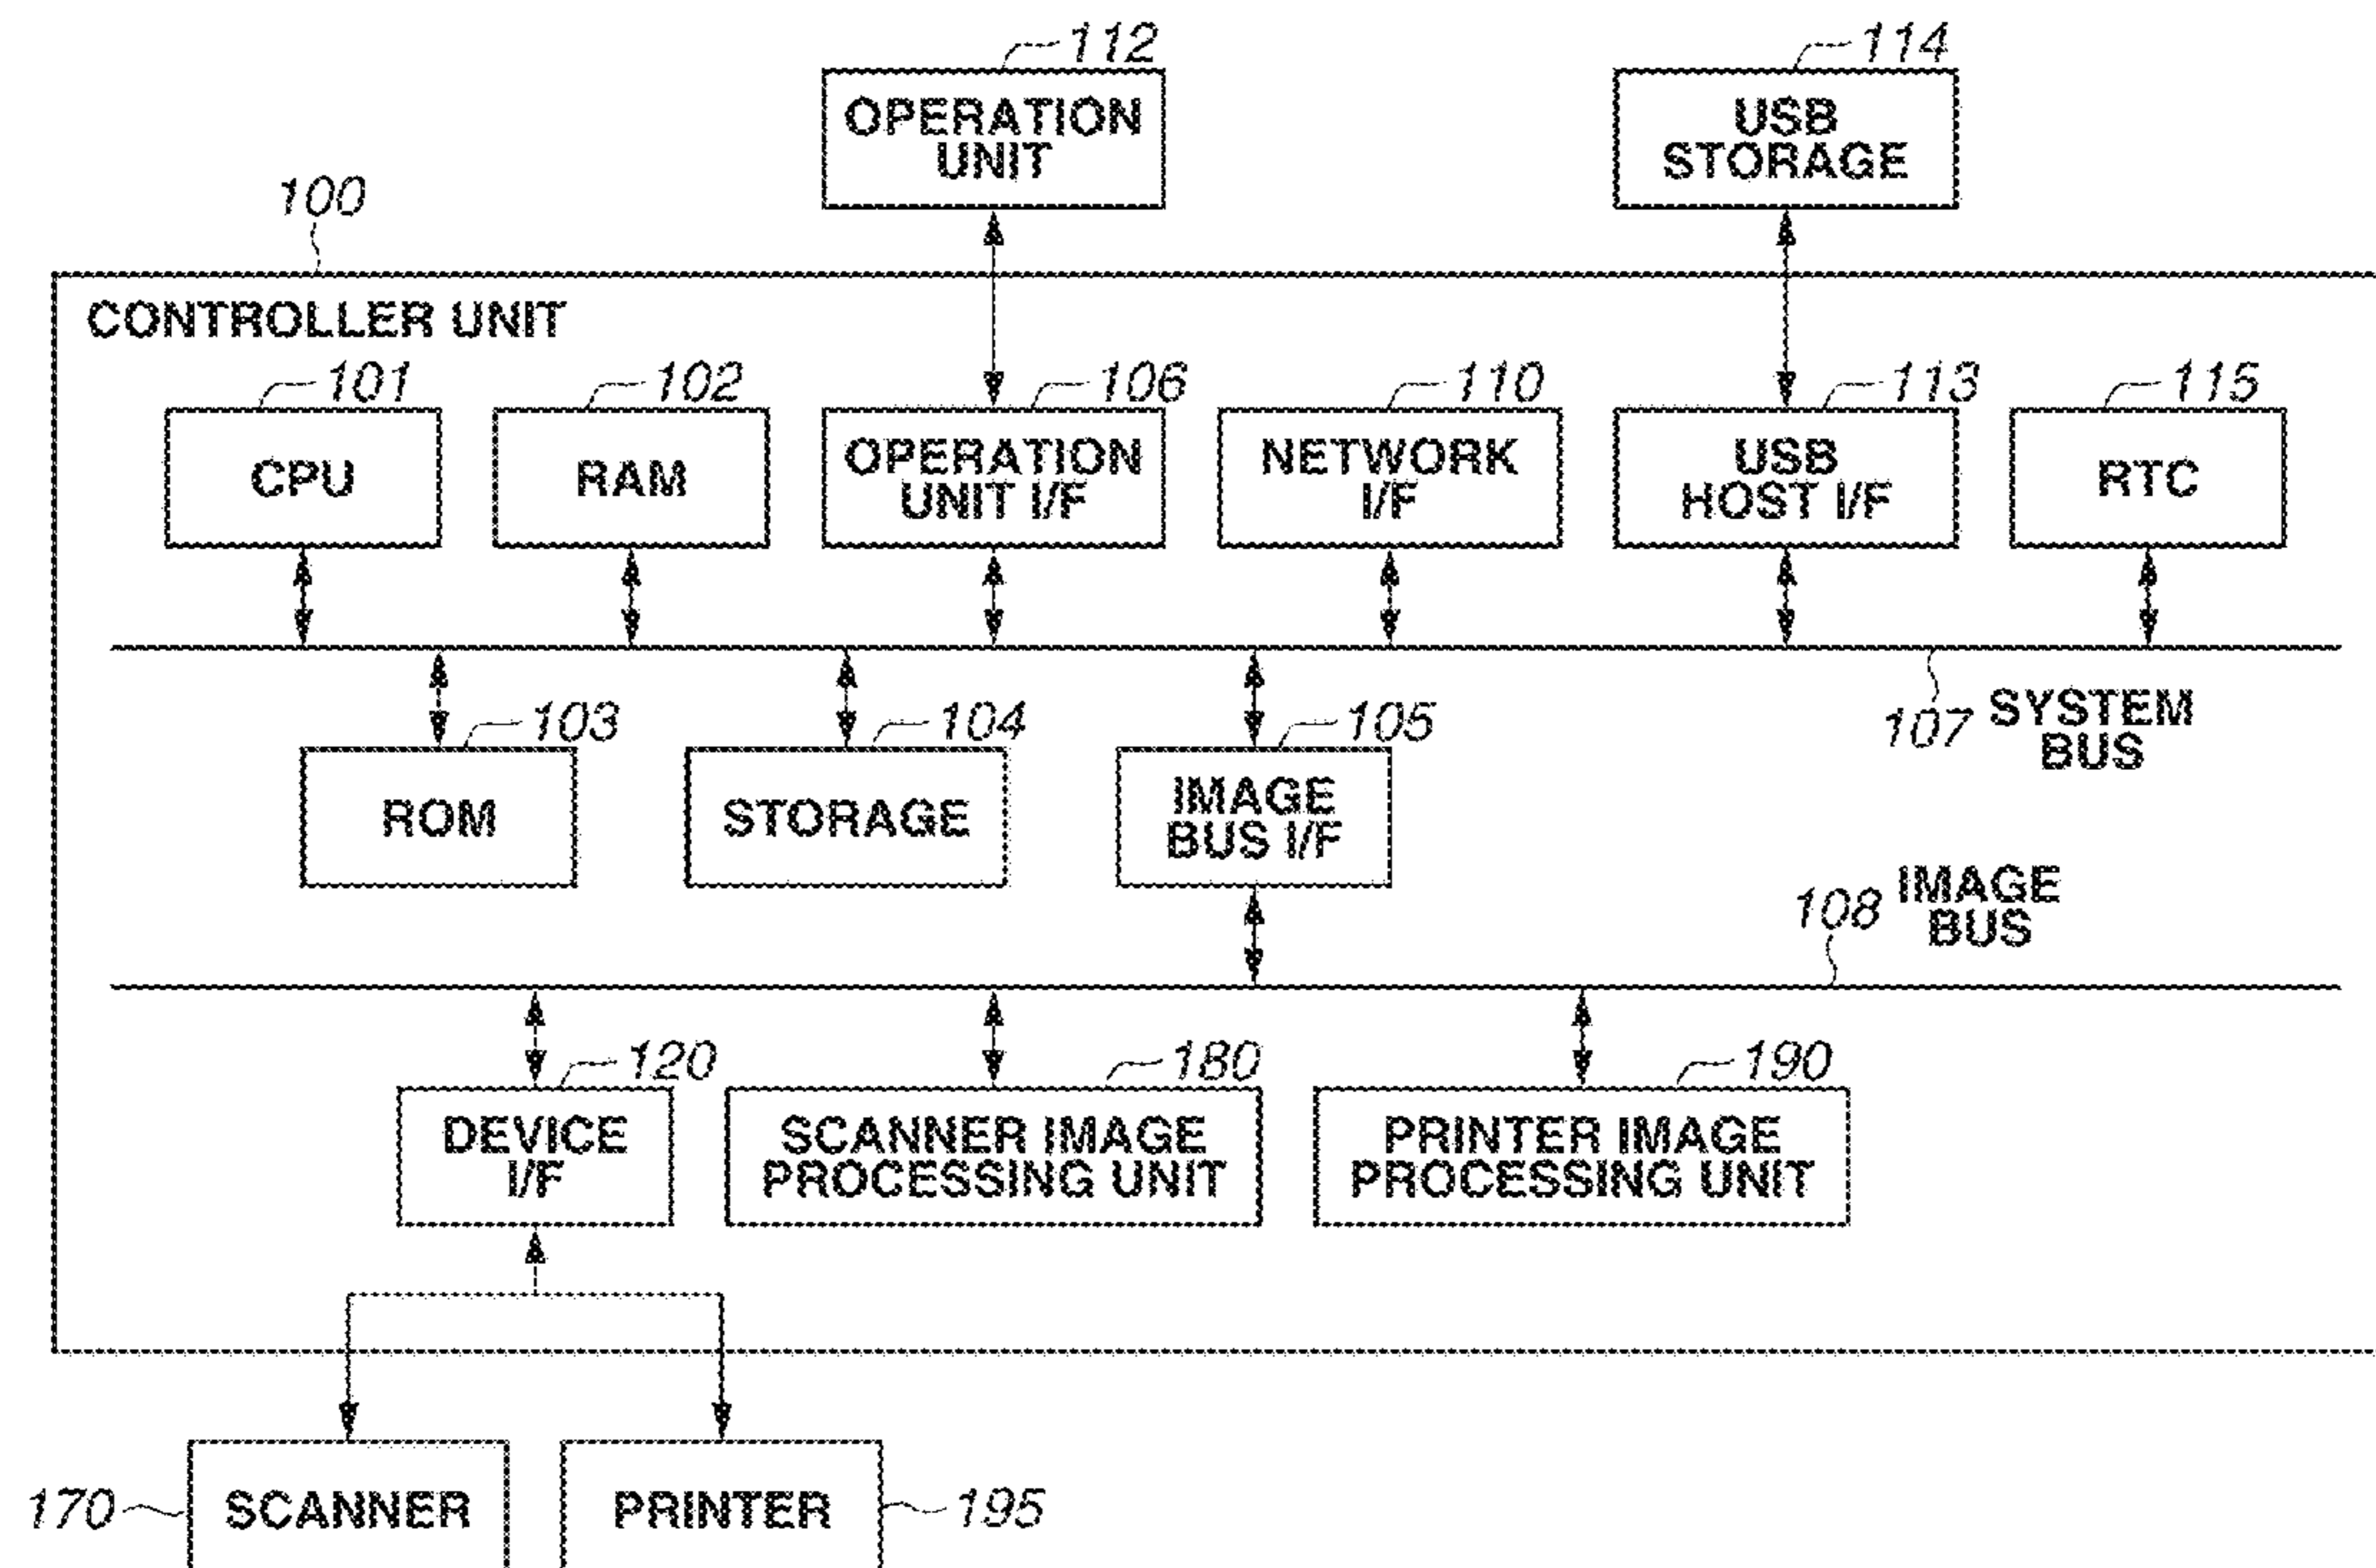 112
114
OPERATION
UNIT
USB
STORAGE
100
CONTROLLER UNIT
101
102
106
110
113
115
CPU
RAM
OPERATION
UNIT I/F
NETWORK
I/F
USB
HOST I/F
RTC
103
104
105
107
SYSTEM
BUS
ROM
STORAGE
IMAGE
BUS I/F
108
IMAGE
BUS
120
180
190
DEVICE
I/F
SCANNER IMAGE
PROCESSING UNIT
PRINTER IMAGE
PROCESSING UNIT
170
SCANNER
PRINTER
195